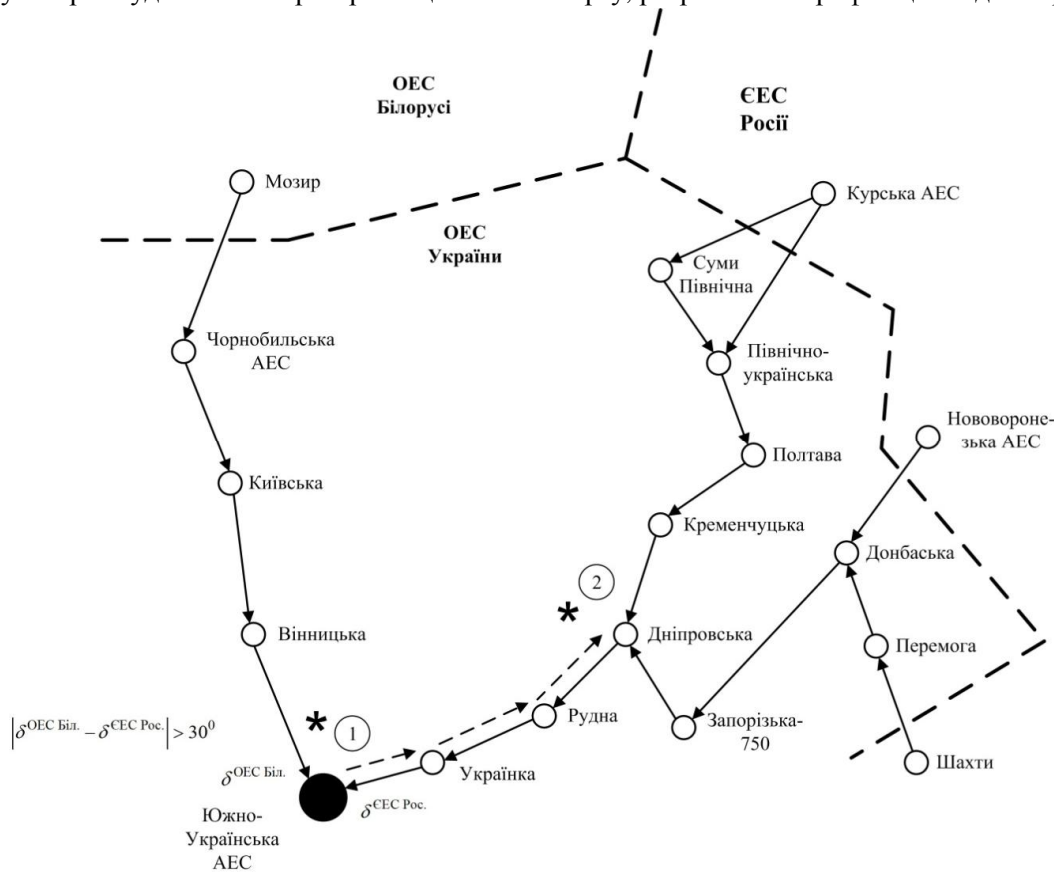 ОЕС
Білорусі
ЄЕС
Росії
Мозир
Курська АЕС
ОЕС
України
Суми
Північна
Чорнобильська
АЕС
Північно-
українська
Нововороне-
зька АЕС
Полтава
Київська
Кременчуцька
Донбаська
2
*
Вінницька
Дніпровська
Перемога
|δ^ОЕС Біл. – δ^ЄЕС Рос.| > 30⁰
*
1
Рудна
Запорізька-
750
Українка
Шахти
δ^ОЕС Біл.
δ^ЄЕС Рос.
Южно-
Українська
АЕС